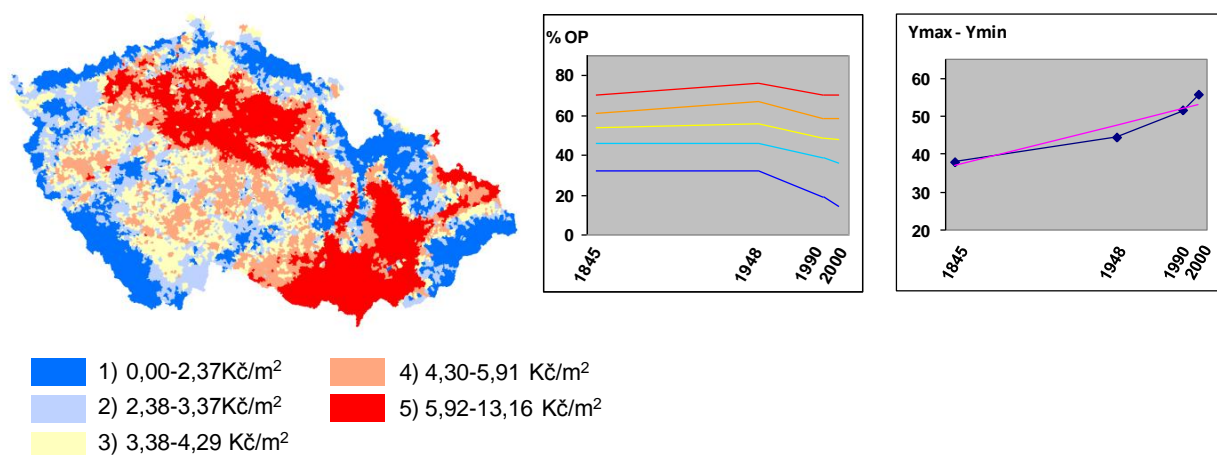 % OP
80
60
40
20
0
1845
1948
1990
2000
Ymax - Ymin
60
50
40
30
20
1845
1948
1990
2000
1) 0,00-2,37Kč/m²
2) 2,38-3,37Kč/m²
3) 3,38-4,29 Kč/m²
4) 4,30-5,91 Kč/m²
5) 5,92-13,16 Kč/m²